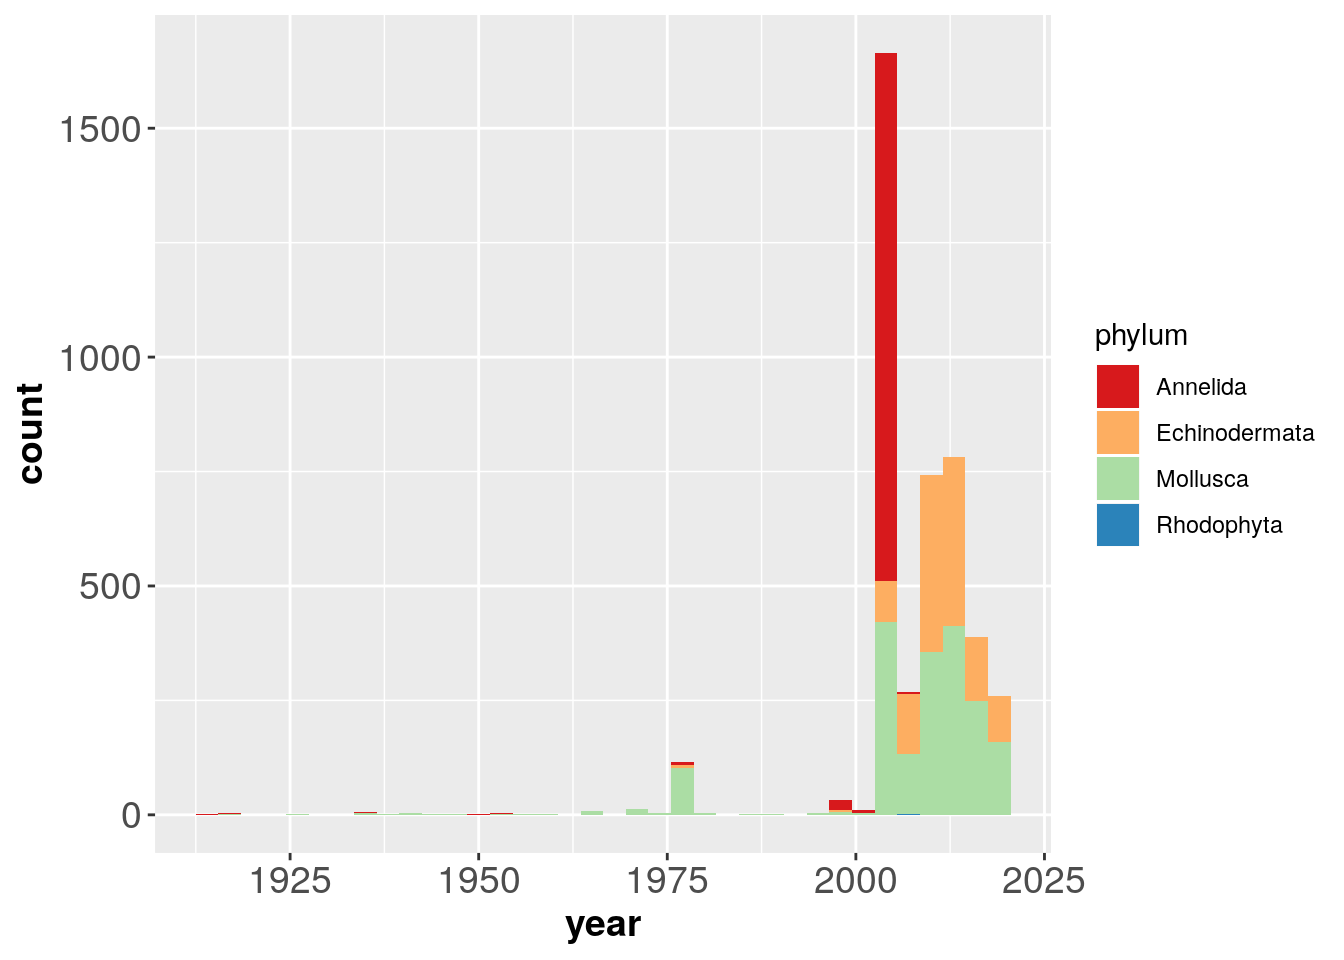 1500
1000
500
0
count
1925 1950 1975 2000 2025
year
phylum
Annelida
Echinodermata
Mollusca
Rhodophyta